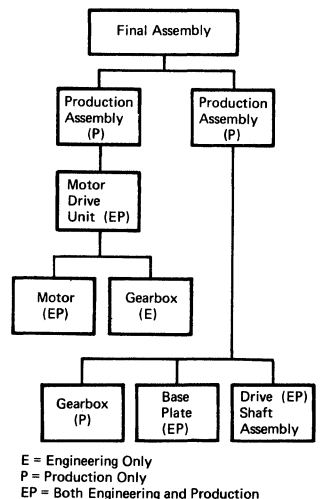 Final Assembly
Production
Assembly
(P)
Production
Assembly
(P)
Motor
Drive
Unit (EP)
Motor
(EP)
Gearbox
(E)
Gearbox
(P)
Base
Plate
(EP)
Drive (EP)
Shaft
Assembly
E = Engineering Only
P = Production Only
EP = Both Engineering and Production